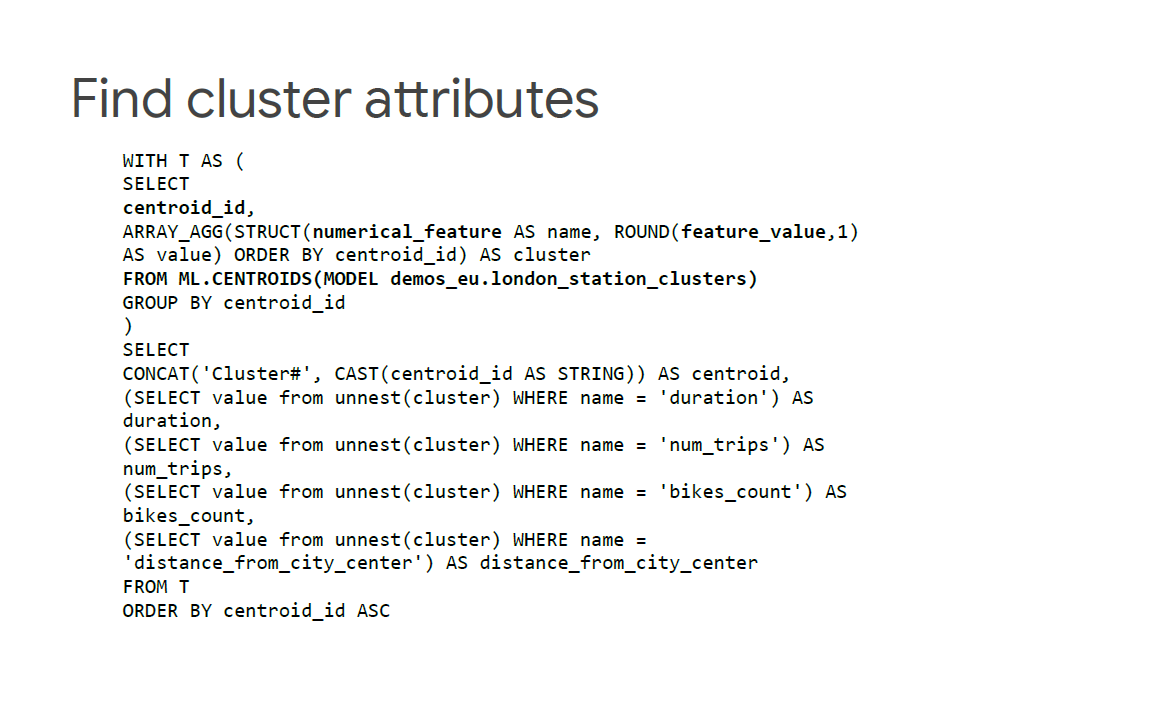 Find cluster attributes
WITH T AS (
SELECT
centroid_id,
ARRAY_AGG(STRUCT(numerical_feature AS name, ROUND(feature_value,1)
AS value) ORDER BY centroid_id) AS cluster
FROM ML.CENTROIDS(MODEL demos_eu.london_station_clusters)
GROUP BY centroid_id
)
SELECT
CONCAT('Cluster#', CAST(centroid_id AS STRING)) AS centroid,
(SELECT value from unnest(cluster) WHERE name = 'duration') AS
duration,
(SELECT value from unnest(cluster) WHERE name = 'num_trips') AS
num_trips,
(SELECT value from unnest(cluster) WHERE name = 'bikes_count') AS
bikes_count,
(SELECT value from unnest(cluster) WHERE name =
'distance_from_city_center') AS distance_from_city_center
FROM T
ORDER BY centroid_id ASC